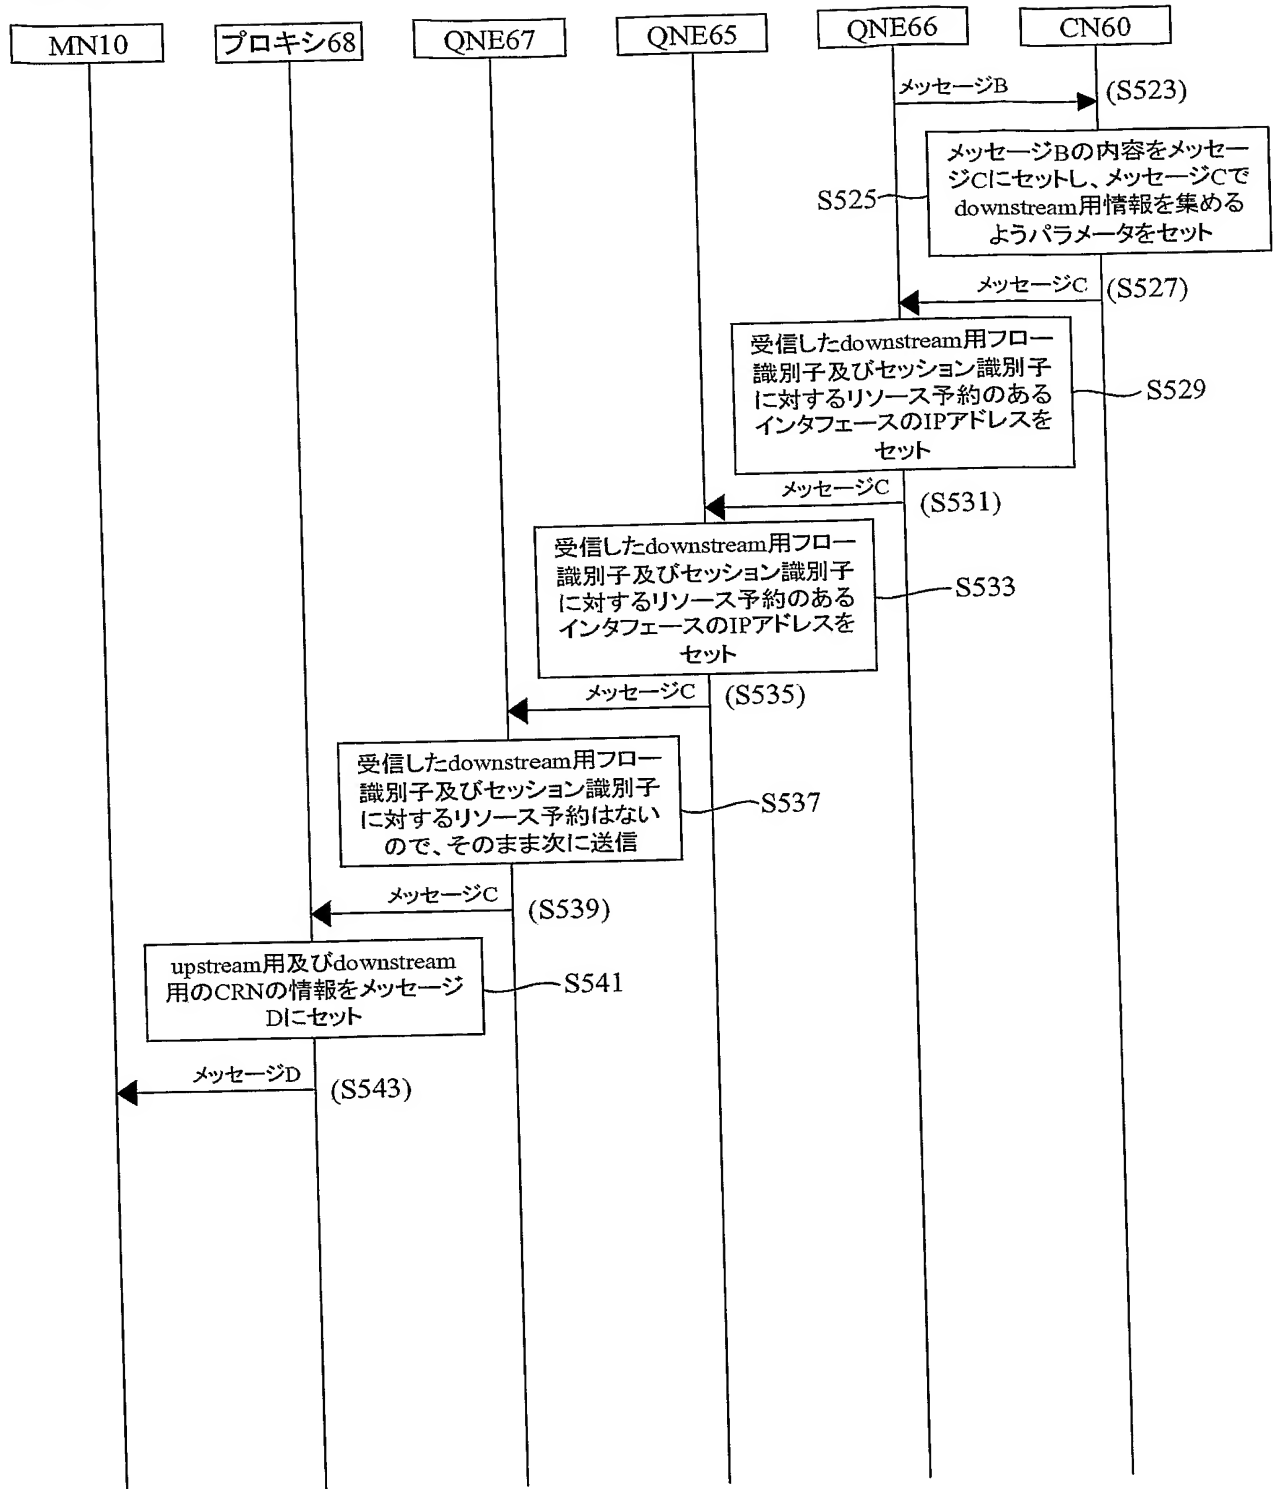 MN10
プロキシ68
QNE67
QNE65
QNE66
CN60
メッセージB
(S523)
メッセージBの内容をメッセー
ジCにセットし、メッセージCで
downstream用情報を集める
ようパラメータをセット
S525
メッセージC
(S527)
受信したdownstream用フロー
識別子及びセッション識別子
に対するリソース予約のある
インタフェースのIPアドレスを
セット
S529
メッセージC
(S531)
受信したdownstream用フロー
識別子及びセッション識別子
に対するリソース予約のある
インタフェースのIPアドレスを
セット
S533
メッセージC
(S535)
受信したdownstream用フロー
識別子及びセッション識別子
に対するリソース予約はない
ので、そのまま次に送信
S537
メッセージC
(S539)
upstream用及びdownstream
用のCRNの情報をメッセージ
Dにセット
S541
メッセージD
(S543)